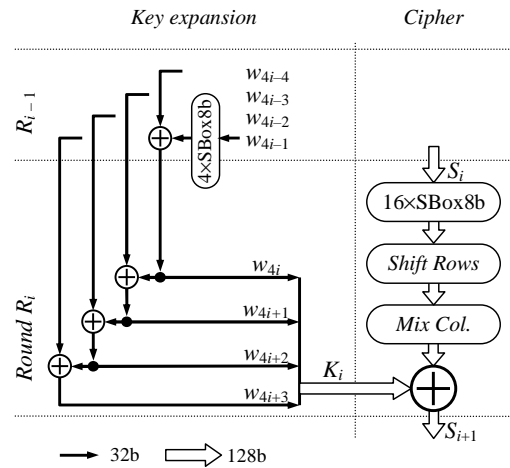 Key expansion
Cipher
R_{i−1}
w_{4i−4}
w_{4i−3}
w_{4i−2}
w_{4i−1}
4×SBox8b
S_i
16×SBox8b
Shift Rows
Mix Col.
Round R_i
w_{4i}
w_{4i+1}
w_{4i+2}
w_{4i+3}
K_i
S_{i+1}
32b
128b